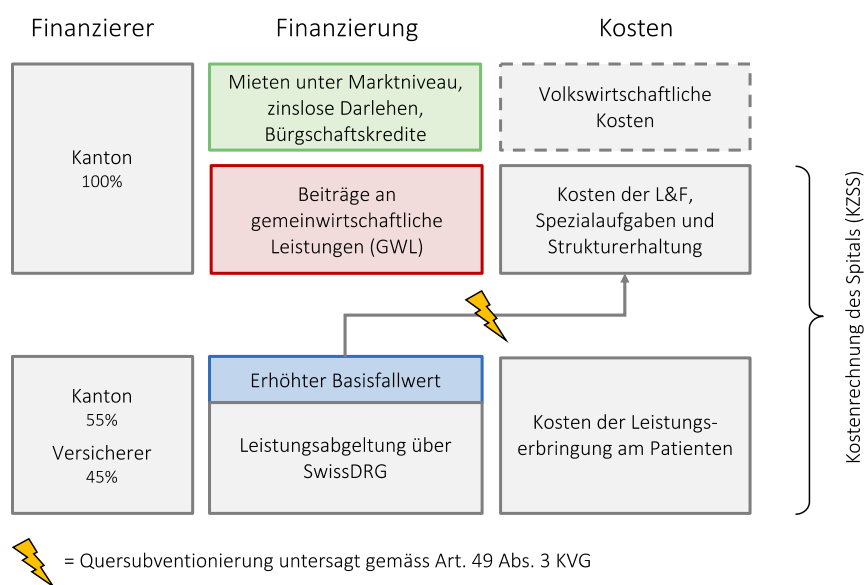 Finanzierer
Finanzierung
Kosten
Kanton
100%
Mieten unter Marktniveau,
zinslose Darlehen,
Bürgschaftskredite
Volkswirtschaftliche
Kosten
Beiträge an
gemeinwirtschaftliche
Leistungen (GWL)
Kosten der L&F,
Spezialaufgaben und
Strukturerhaltung
Kanton
55%
Versicherer
45%
Erhöhter Basisfallwert
Leistungsabgeltung über
SwissDRG
Kosten der Leistungs-
erbringung am Patienten
Kostenrechnung des Spitals (KZSS)
= Quersubventionierung untersagt gemäss Art. 49 Abs. 3 KVG